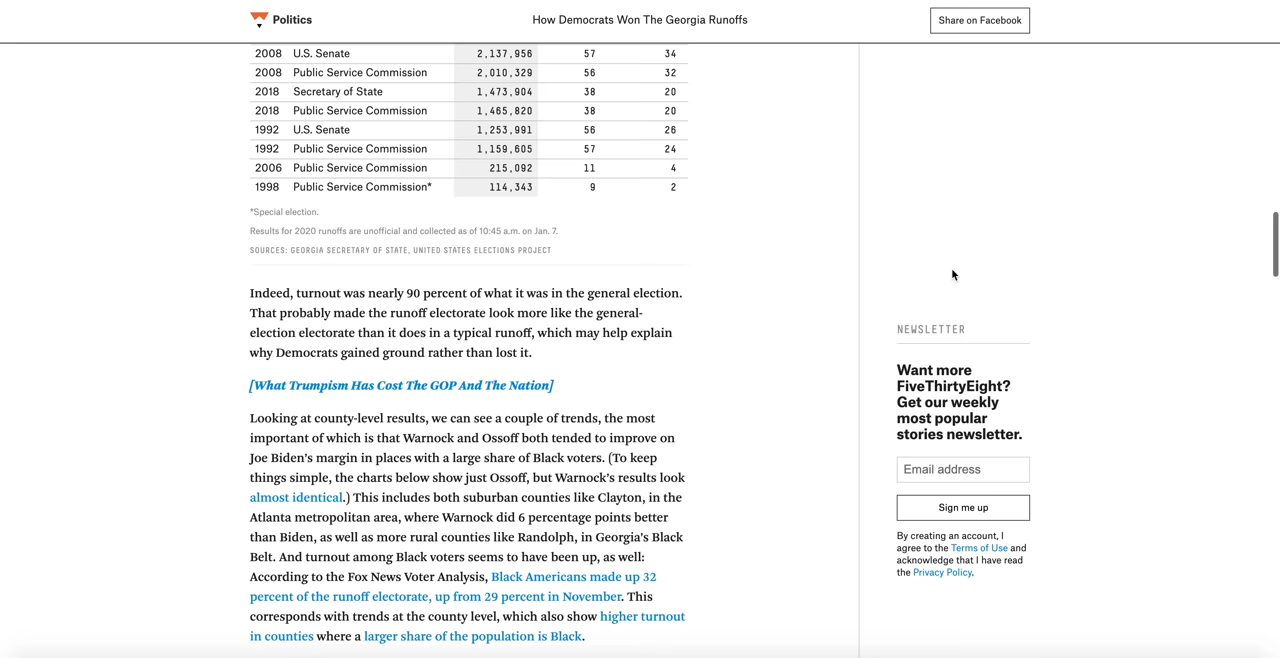 Politics
How Democrats Won The Georgia Runoffs
Share on Facebook
2008 U.S. Senate 2,137,956 57 34
2008 Public Service Commission 2,010,329 56 32
2018 Secretary of State 1,473,904 38 20
2018 Public Service Commission 1,465,820 38 20
1992 U.S. Senate 1,253,991 56 26
1992 Public Service Commission 1,159,605 57 24
2006 Public Service Commission 215,092 11 4
1998 Public Service Commission* 114,343 9 2
*Special election.
Results for 2020 runoffs are unofficial and collected as of 10:45 a.m. on Jan. 7.
SOURCES: GEORGIA SECRETARY OF STATE, UNITED STATES ELECTIONS PROJECT
Indeed, turnout was nearly 90 percent of what it was in the general election.
That probably made the runoff electorate look more like the general-
election electorate than it does in a typical runoff, which may help explain
why Democrats gained ground rather than lost it.
[What Trumpism Has Cost The GOP And The Nation]
Looking at county-level results, we can see a couple of trends, the most
important of which is that Warnock and Ossoff both tended to improve on
Joe Biden's margin in places with a large share of Black voters. (To keep
things simple, the charts below show just Ossoff, but Warnock's results look
almost identical.) This includes both suburban counties like Clayton, in the
Atlanta metropolitan area, where Warnock did 6 percentage points better
than Biden, as well as more rural counties like Randolph, in Georgia's Black
Belt. And turnout among Black voters seems to have been up, as well:
According to the Fox News Voter Analysis, Black Americans made up 32
percent of the runoff electorate, up from 29 percent in November. This
corresponds with trends at the county level, which also show higher turnout
in counties where a larger share of the population is Black.
NEWSLETTER
Want more
FiveThirtyEight?
Get our weekly
most popular
stories newsletter.
Email address
Sign me up
By creating an account, I
agree to the Terms of Use and
acknowledge that I have read
the Privacy Policy.